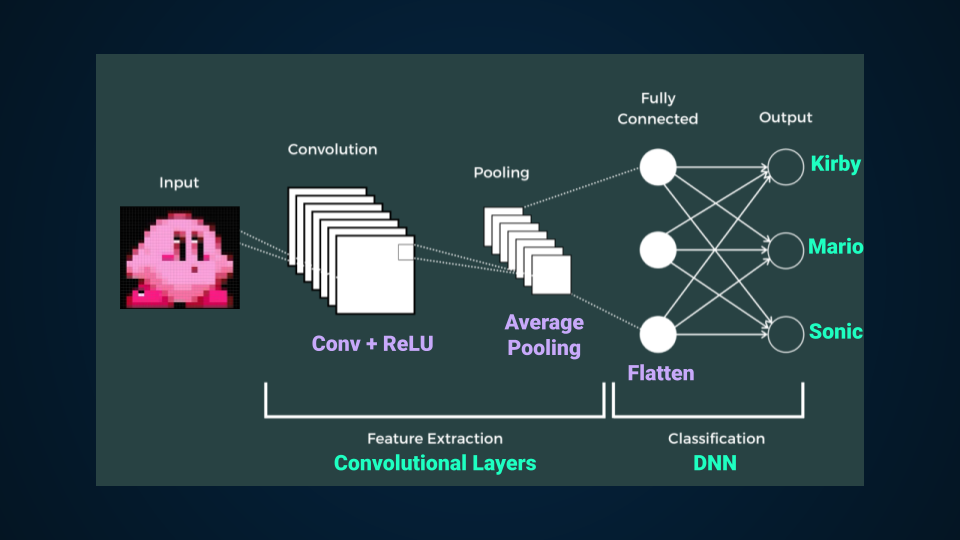 Input
Convolution
Pooling
Fully
Connected
Output
Kirby
Mario
Sonic
Conv + ReLU
Average
Pooling
Flatten
Feature Extraction
Convolutional Layers
Classification
DNN